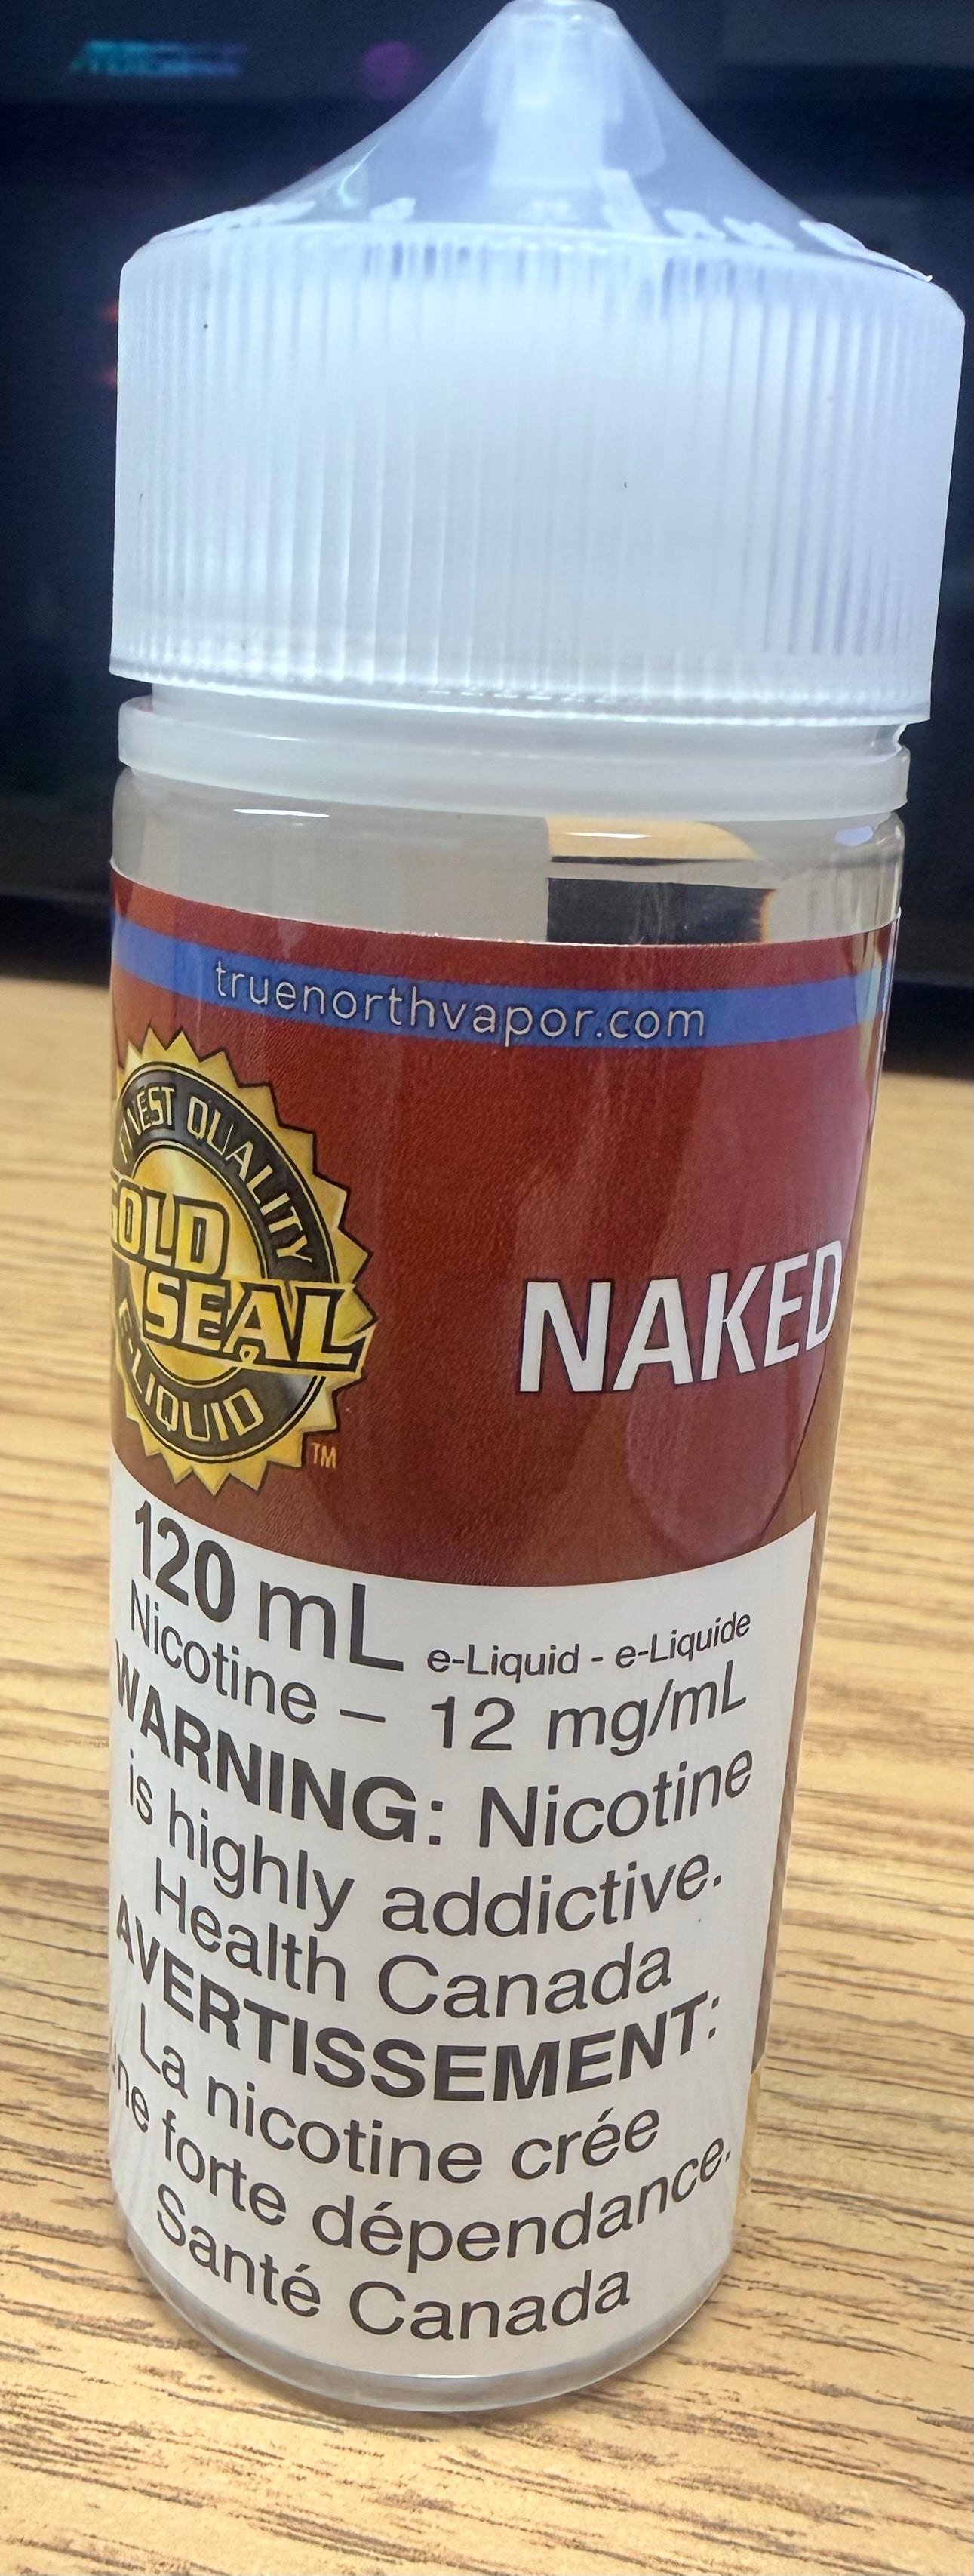 truenorthvapor.com
FINEST QUALITY
GOLD
SEAL
E-LIQUID
TM
NAKED
120 mL e-Liquid - e-Liquide
Nicotine – 12 mg/mL
WARNING: Nicotine
is highly addictive.
Health Canada
AVERTISSEMENT:
La nicotine crée
une forte dépendance.
Santé Canada